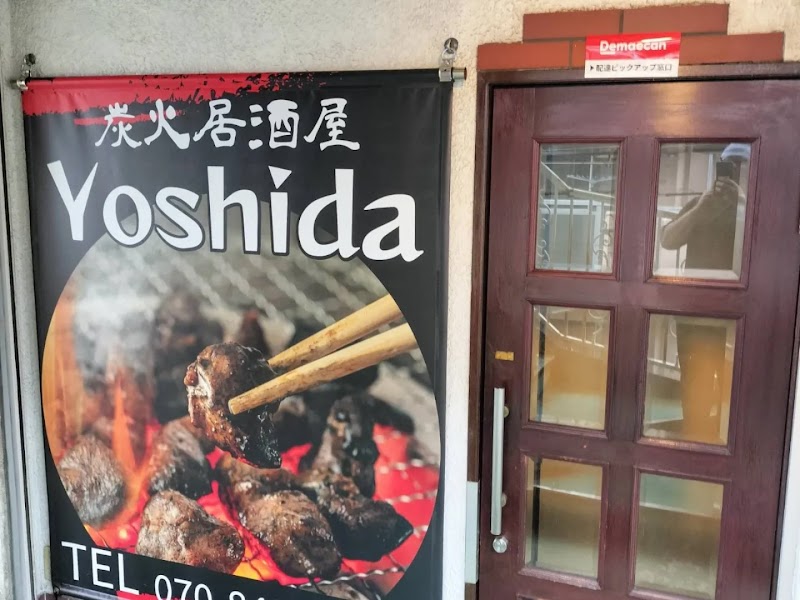 炭火居酒屋
Yoshida
TEL 070
Demaecan
▶配達ピックアップ窓口